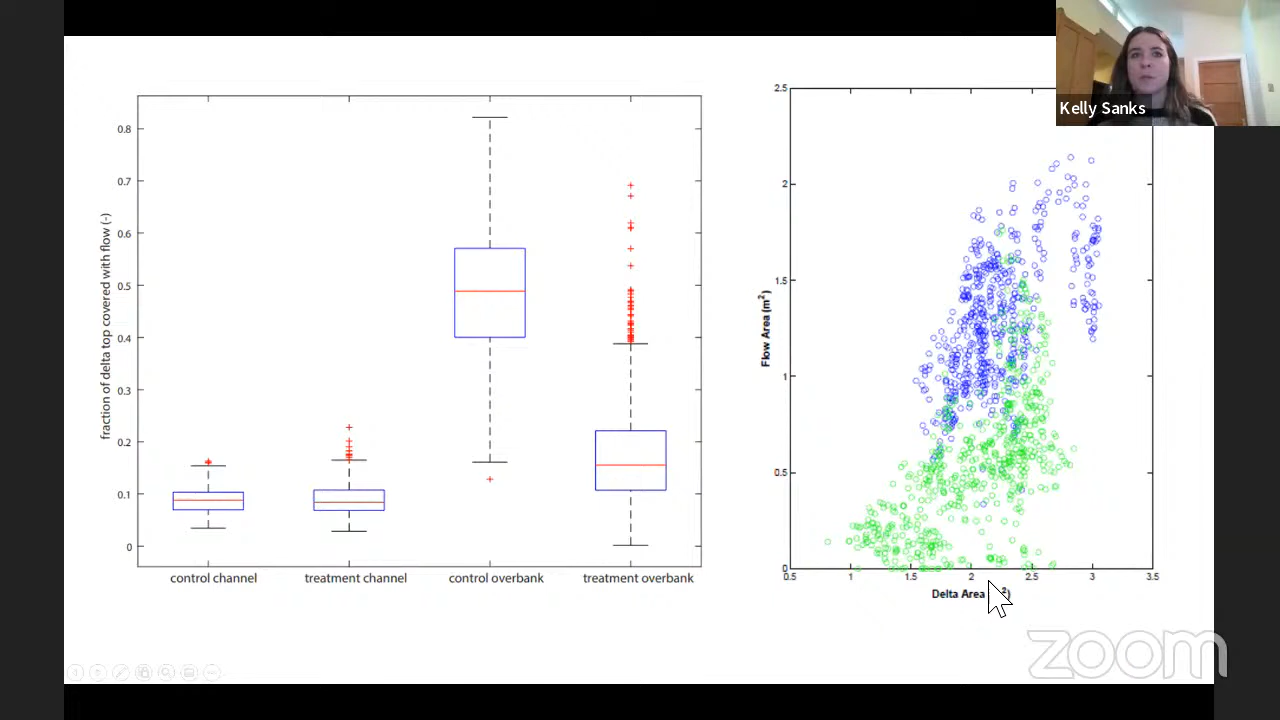 Kelly Sanks
fraction of delta top covered with flow (-)
0.8
0.7
0.6
0.5
0.4
0.3
0.2
0.1
0
control channel
treatment channel
control overbank
treatment overbank
Flow Area (m²)
2.5
2
1.5
1
0.5
0
0.5
1
1.5
2
2.5
3
3.5
Delta Area
2)
zoom